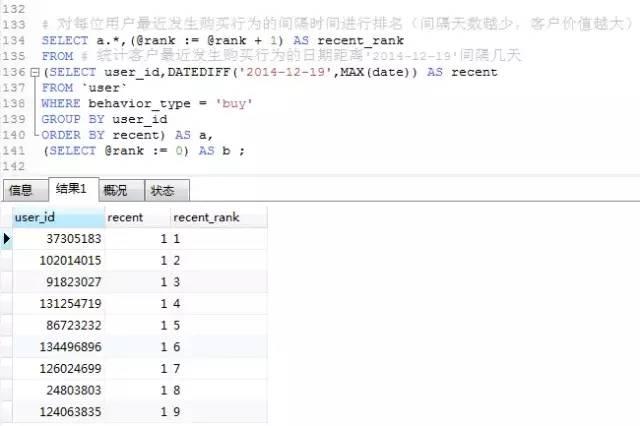 132
133 # 对每位用户最近发生购买行为的间隔时间进行排名（间隔天数越少，客户价值越大）
134 SELECT a.*,(@rank := @rank + 1) AS recent_rank
135 FROM # 统计客户最近发生购买行为的日期距离'2014-12-19'间隔几天
136 (SELECT user_id,DATEDIFF('2014-12-19',MAX(date)) AS recent
137 FROM `user`
138 WHERE behavior_type = 'buy'
139 GROUP BY user_id
140 ORDER BY recent) AS a,
141 (SELECT @rank := 0) AS b ;
142
信息 结果1 概况 状态
user_id recent recent_rank
37305183 1 1
102014015 1 2
91823027 1 3
131254719 1 4
86723232 1 5
134496896 1 6
126024699 1 7
24803803 1 8
124063835 1 9